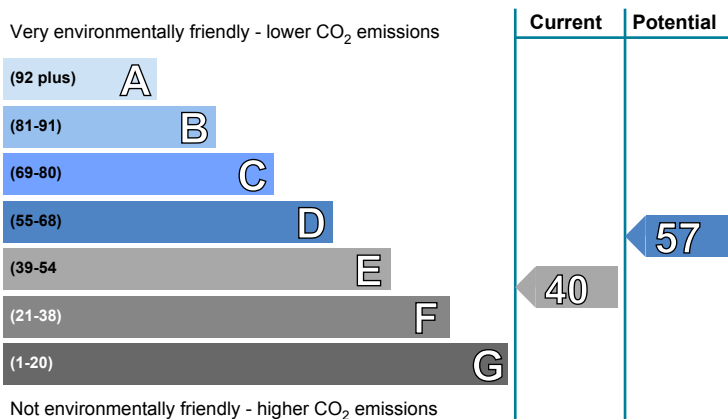 Very environmentally friendly - lower CO2 emissions
Current
Potential
(92 plus) A
(81-91) B
(69-80) C
(55-68) D
57
(39-54 E
40
(21-38) F
(1-20) G
Not environmentally friendly - higher CO2 emissions